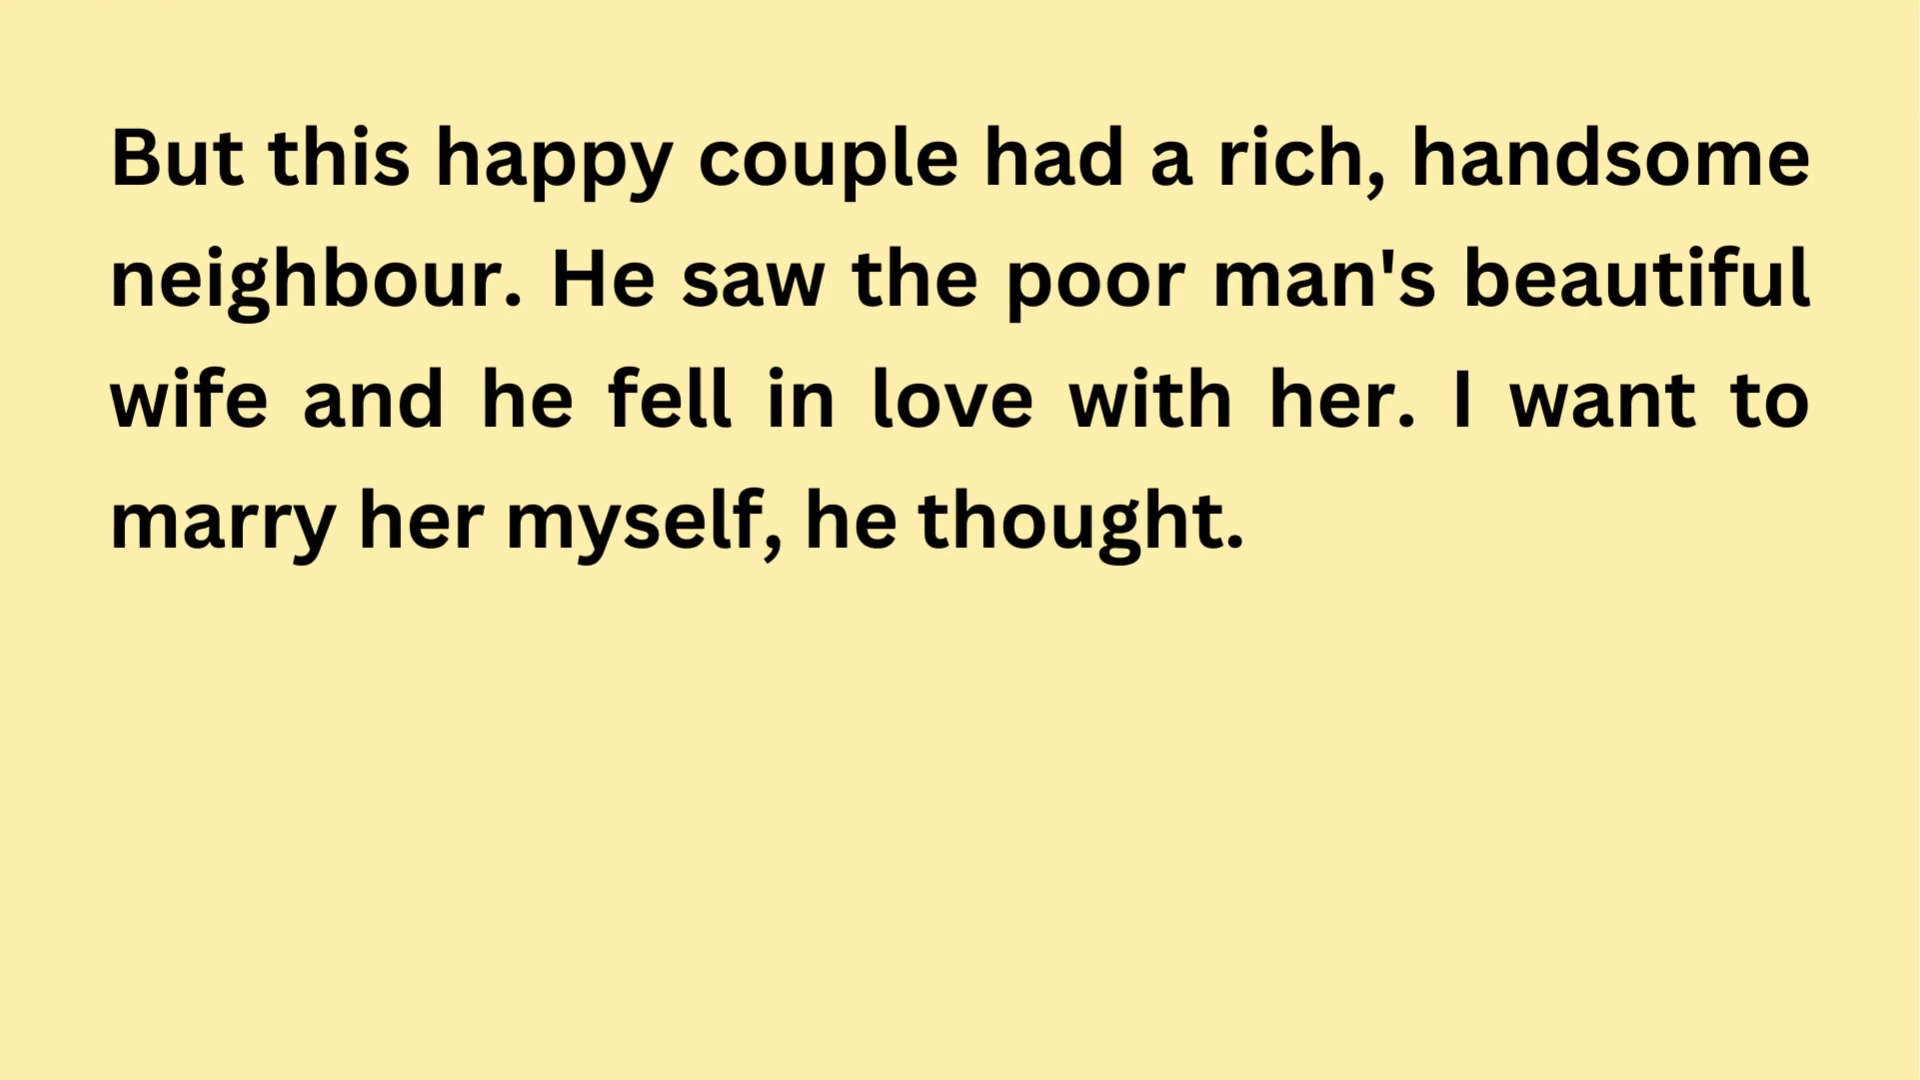 But this happy couple had a rich, handsome
neighbour. He saw the poor man's beautiful
wife and he fell in love with her. I want to
marry her myself, he thought.